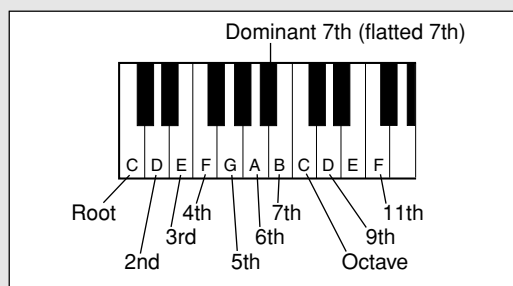 Dominant 7th (flatted 7th)
C D E F G A B C D E F
Root 4th 7th 11th
3rd 6th 9th
2nd 5th Octave